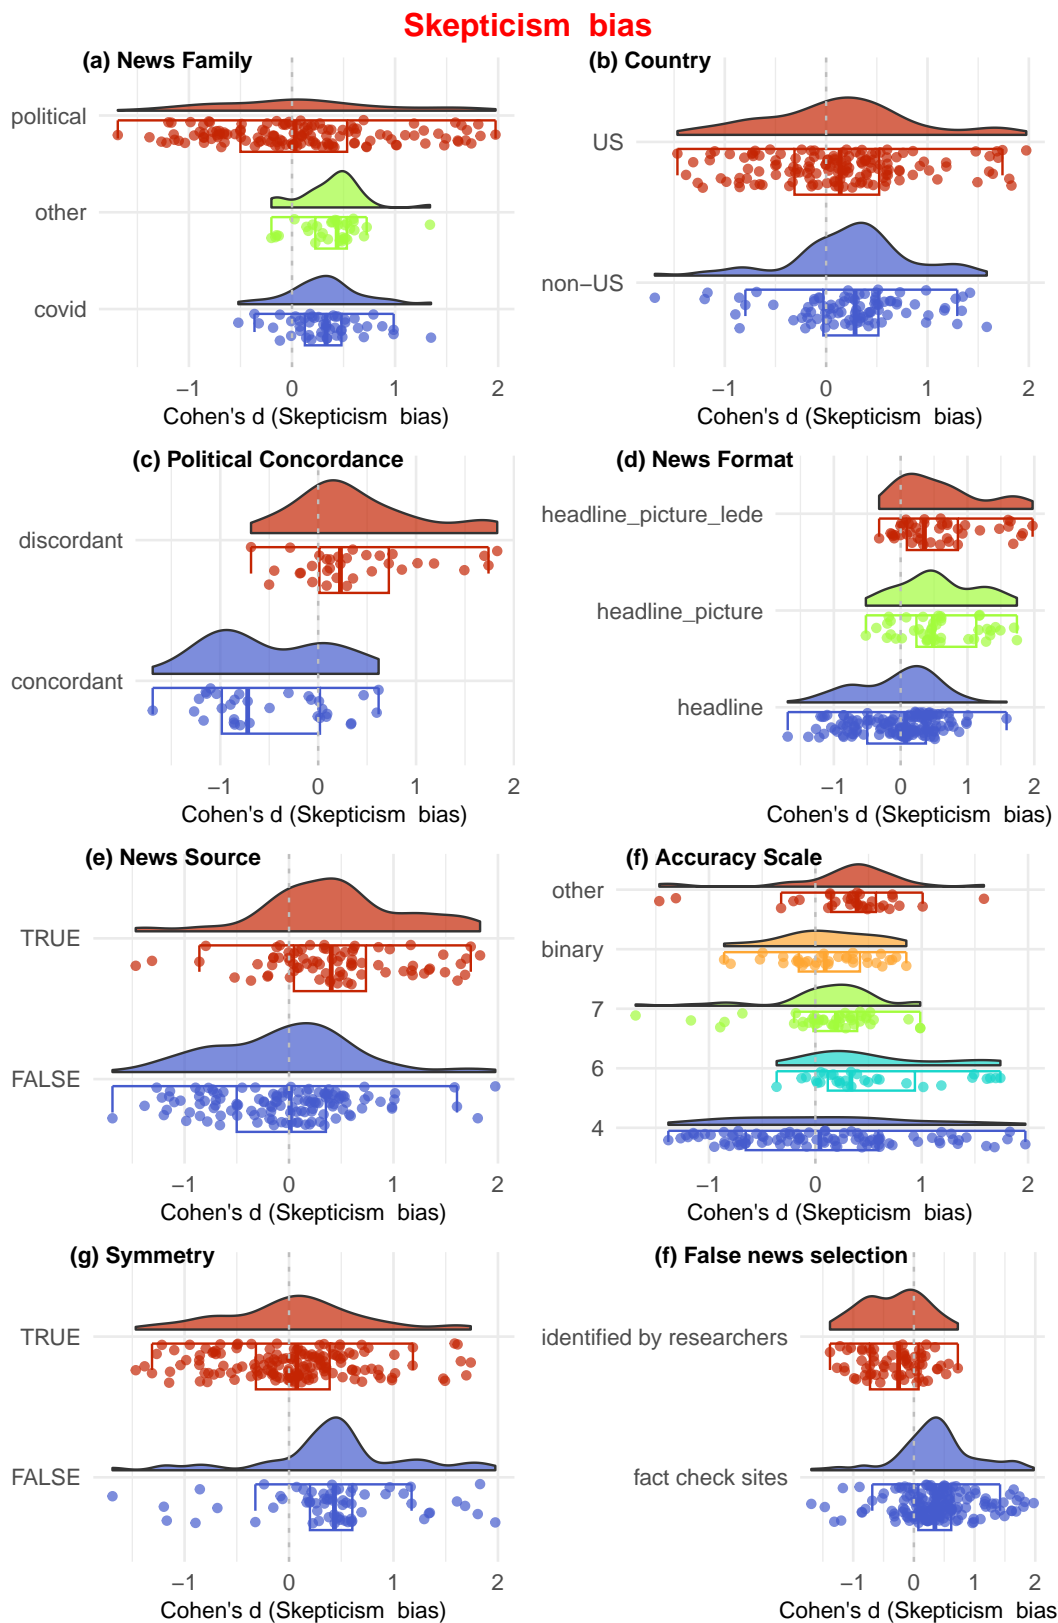 Skepticism  bias
(a) News Family
political
other
covid
−1 0 1 2
Cohen's d (Skepticism  bias)
(b) Country
US
non−US
−1 0 1 2
Cohen's d (Skepticism  bias)
(c) Political Concordance
discordant
concordant
−1 0 1 2
Cohen's d (Skepticism  bias)
(d) News Format
headline_picture_lede
headline_picture
headline
−1 0 1 2
Cohen's d (Skepticism  bias)
(e) News Source
TRUE
FALSE
−1 0 1 2
Cohen's d (Skepticism  bias)
(f) Accuracy Scale
other
binary
7
6
4
−1 0 1 2
Cohen's d (Skepticism  bias)
(g) Symmetry
TRUE
FALSE
−1 0 1 2
Cohen's d (Skepticism  bias)
(f) False news selection
identified by researchers
fact check sites
−1 0 1 2
Cohen's d (Skepticism  bias)